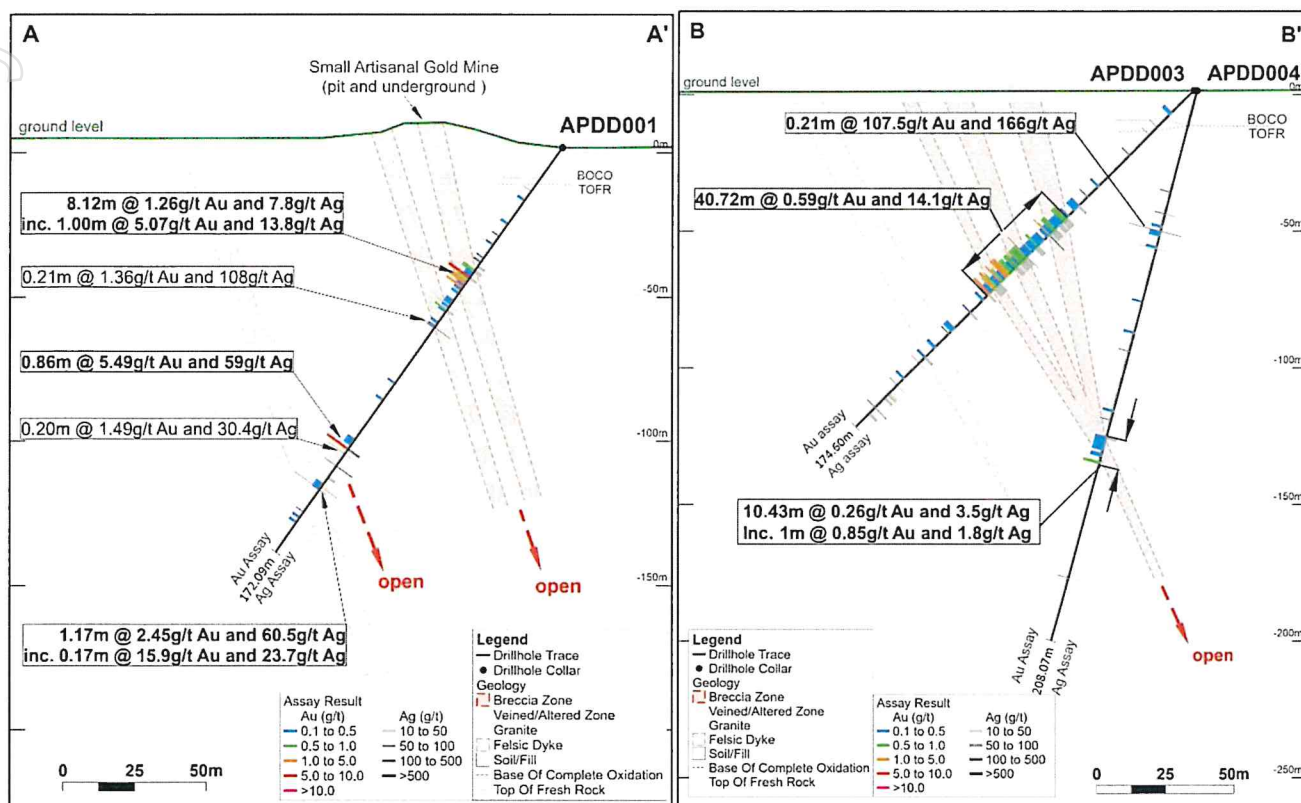 A
A'
Small Artisanal Gold Mine
(pit and underground )
ground level
APDD001
0m
BOCO
TOFR
8.12m @ 1.26g/t Au and 7.8g/t Ag
inc. 1.00m @ 5.07g/t Au and 13.8g/t Ag
0.21m @ 1.36g/t Au and 108g/t Ag
-50m
0.86m @ 5.49g/t Au and 59g/t Ag
0.20m @ 1.49g/t Au and 30.4g/t Ag
-100m
Au Assay
172.09m
Ag Assay
open
open
-150m
1.17m @ 2.45g/t Au and 60.5g/t Ag
inc. 0.17m @ 15.9g/t Au and 23.7g/t Ag
Legend
Drillhole Trace
Drillhole Collar
Geology
Breccia Zone
Veined/Altered Zone
Granite
Felsic Dyke
Soil/Fill
Base Of Complete Oxidation
Top Of Fresh Rock
Assay Result
Au (g/t)
Ag (g/t)
0.1 to 0.5
10 to 50
0.5 to 1.0
50 to 100
1.0 to 5.0
100 to 500
5.0 to 10.0
>500
>10.0
0
25
50m
B
B'
APDD003
APDD004
ground level
0m
0.21m @ 107.5g/t Au and 166g/t Ag
BOCO
TOFR
40.72m @ 0.59g/t Au and 14.1g/t Ag
-50m
-100m
Au assay
174.60m
Ag assay
10.43m @ 0.26g/t Au and 3.5g/t Ag
Inc. 1m @ 0.85g/t Au and 1.8g/t Ag
-150m
-200m
open
Au Assay
208.07m
Ag Assay
Legend
Drillhole Trace
Drillhole Collar
Geology
Breccia Zone
Veined/Altered Zone
Granite
Felsic Dyke
Soil/Fill
Base Of Complete Oxidation
Top Of Fresh Rock
Assay Result
Au (g/t)
Ag (g/t)
0.1 to 0.5
10 to 50
0.5 to 1.0
50 to 100
1.0 to 5.0
100 to 500
5.0 to 10.0
>500
>10.0
-250m
0
25
50m